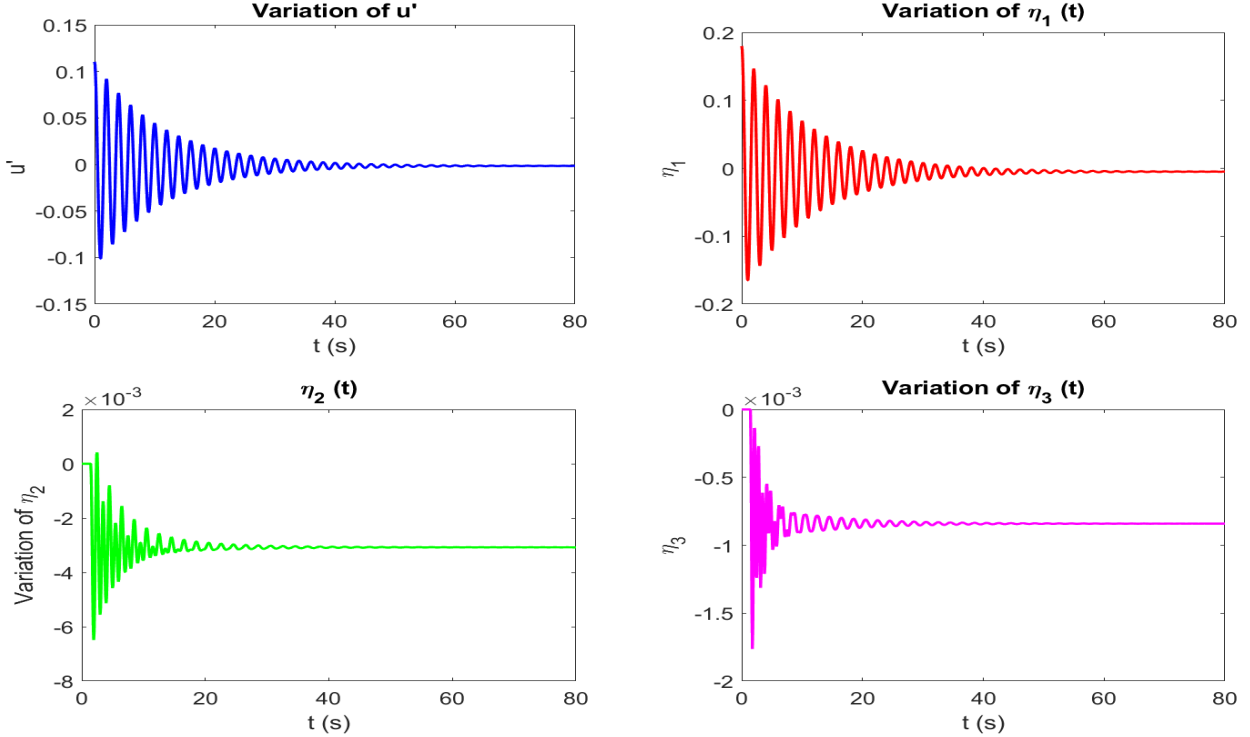 Variation of u'
0.15
0.1
0.05
0
-0.05
-0.1
-0.15
u'
0 20 40 60 80
t (s)
Variation of η1 (t)
0.2
0.1
0
-0.1
-0.2
η1
0 20 40 60 80
t (s)
η2 (t)
×10-3
2
0
-2
-4
-6
-8
Variation of η2
0 20 40 60 80
t (s)
Variation of η3 (t)
×10-3
0
-0.5
-1
-1.5
-2
η3
0 20 40 60 80
t (s)